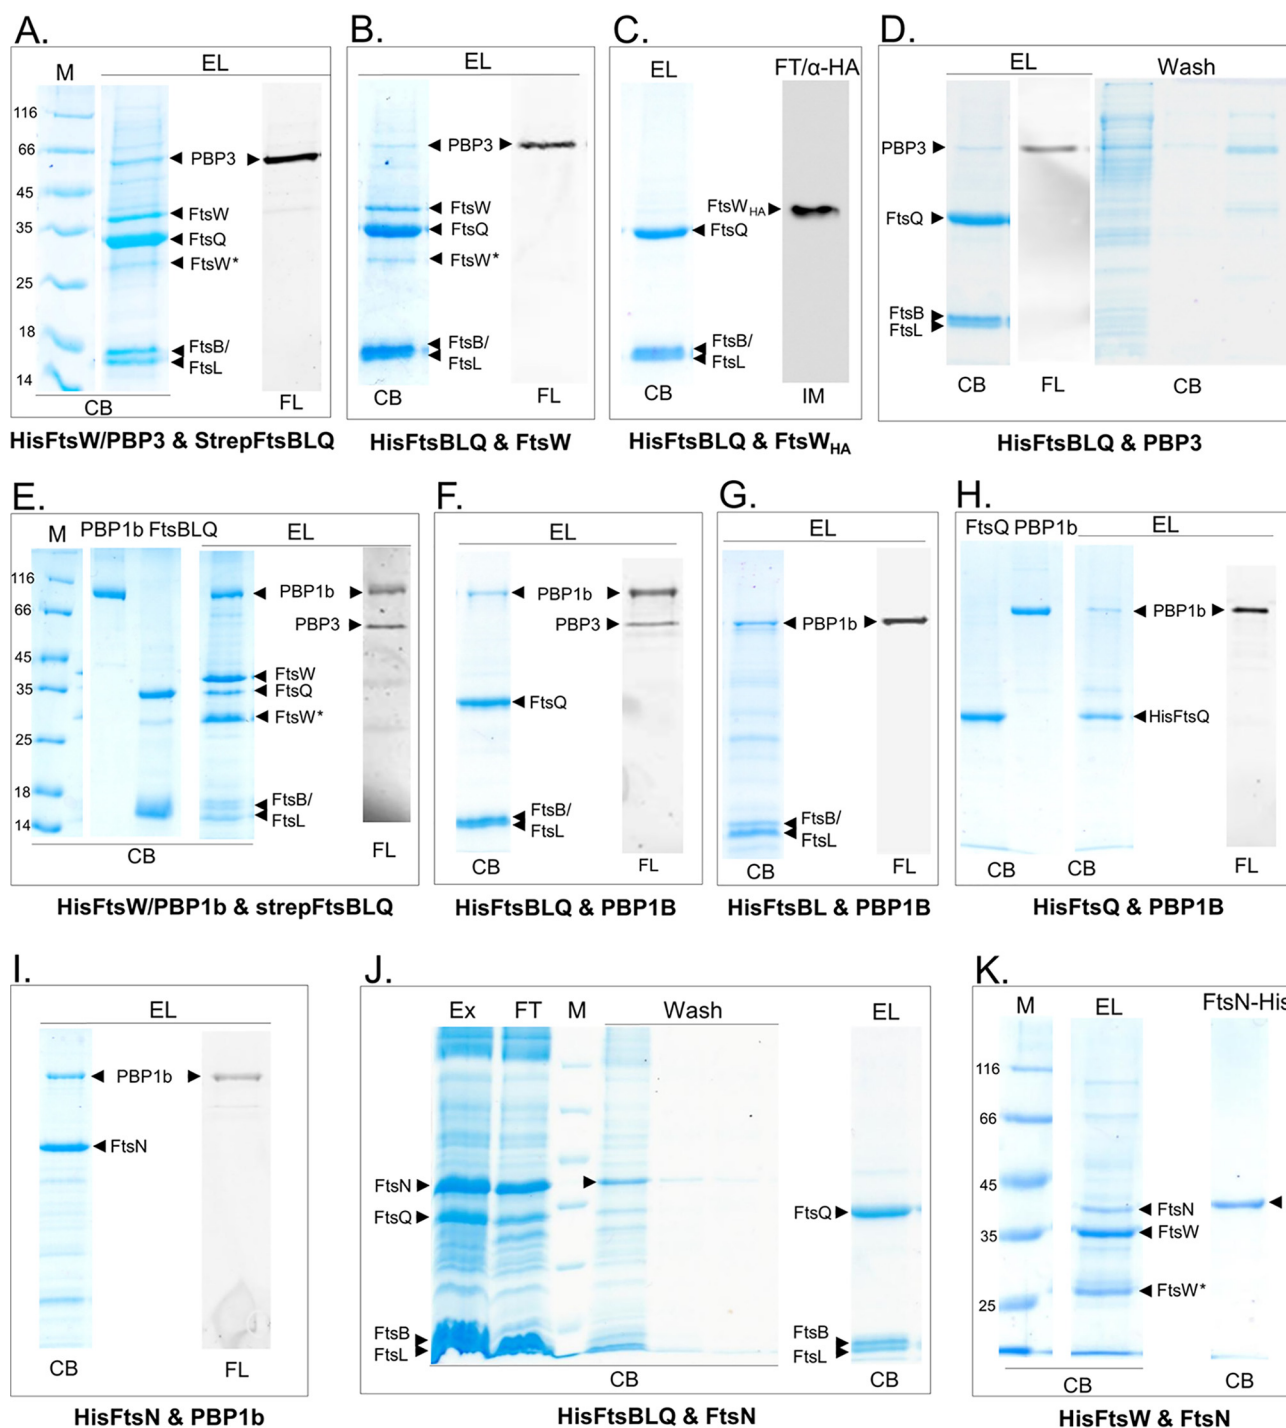 A.
B.
C.
D.
EL
M
EL
EL
FT/α-HA
EL
Wash
116
66
45
35
25
18
14
PBP3
FtsW
FtsQ
FtsW*
FtsB/
FtsL
CB
FL
HisFtsW/PBP3 & StrepFtsBLQ
PBP3
FtsW
FtsQ
FtsW*
FtsB/
FtsL
CB
FL
HisFtsBLQ & FtsW
FtsWHA
FtsQ
FtsB/
FtsL
CB
IM
HisFtsBLQ & FtsWHA
PBP3
FtsQ
FtsB
FtsL
CB
FL
CB
HisFtsBLQ & PBP3
E.
M
PBP1b FtsBLQ
EL
116
66
45
35
25
18
14
PBP1b
PBP3
FtsW
FtsQ
FtsW*
FtsB/
FtsL
CB
FL
HisFtsW/PBP1b & strepFtsBLQ
F.
EL
PBP1b
PBP3
FtsQ
FtsB/
FtsL
CB
FL
HisFtsBLQ & PBP1B
G.
EL
PBP1b
FtsB/
FtsL
CB
FL
HisFtsBL & PBP1B
H.
FtsQ PBP1b
EL
PBP1b
HisFtsQ
CB
CB
FL
HisFtsQ & PBP1B
I.
EL
PBP1b
FtsN
CB
FL
HisFtsN & PBP1b
J.
Ex
FT
M
Wash
EL
FtsN
FtsQ
FtsB
FtsL
FtsQ
FtsB
FtsL
CB
CB
HisFtsBLQ & FtsN
K.
M
EL
FtsN-His
116
66
45
35
25
FtsN
FtsW
FtsW*
CB
CB
HisFtsW & FtsN